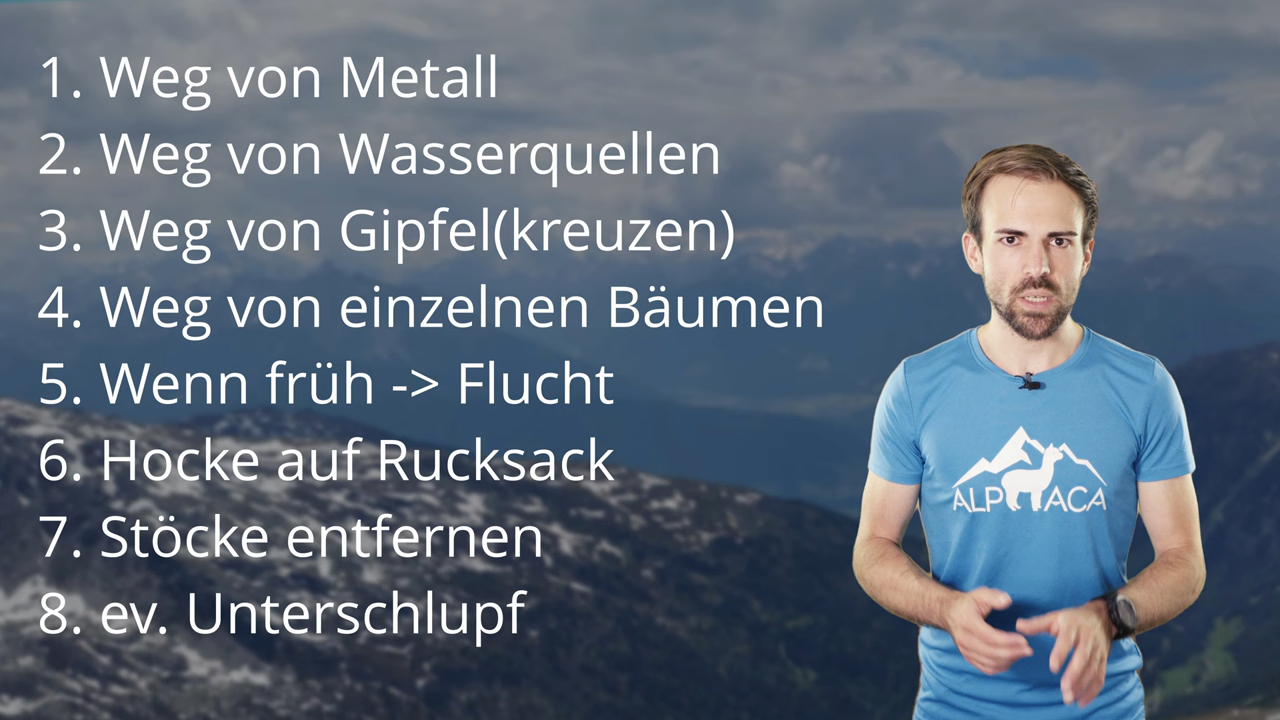 1. Weg von Metall
2. Weg von Wasserquellen
3. Weg von Gipfel(kreuzen)
4. Weg von einzelnen Bäumen
5. Wenn früh -> Flucht
6. Hocke auf Rucksack
7. Stöcke entfernen
8. ev. Unterschlupf
ALPACA